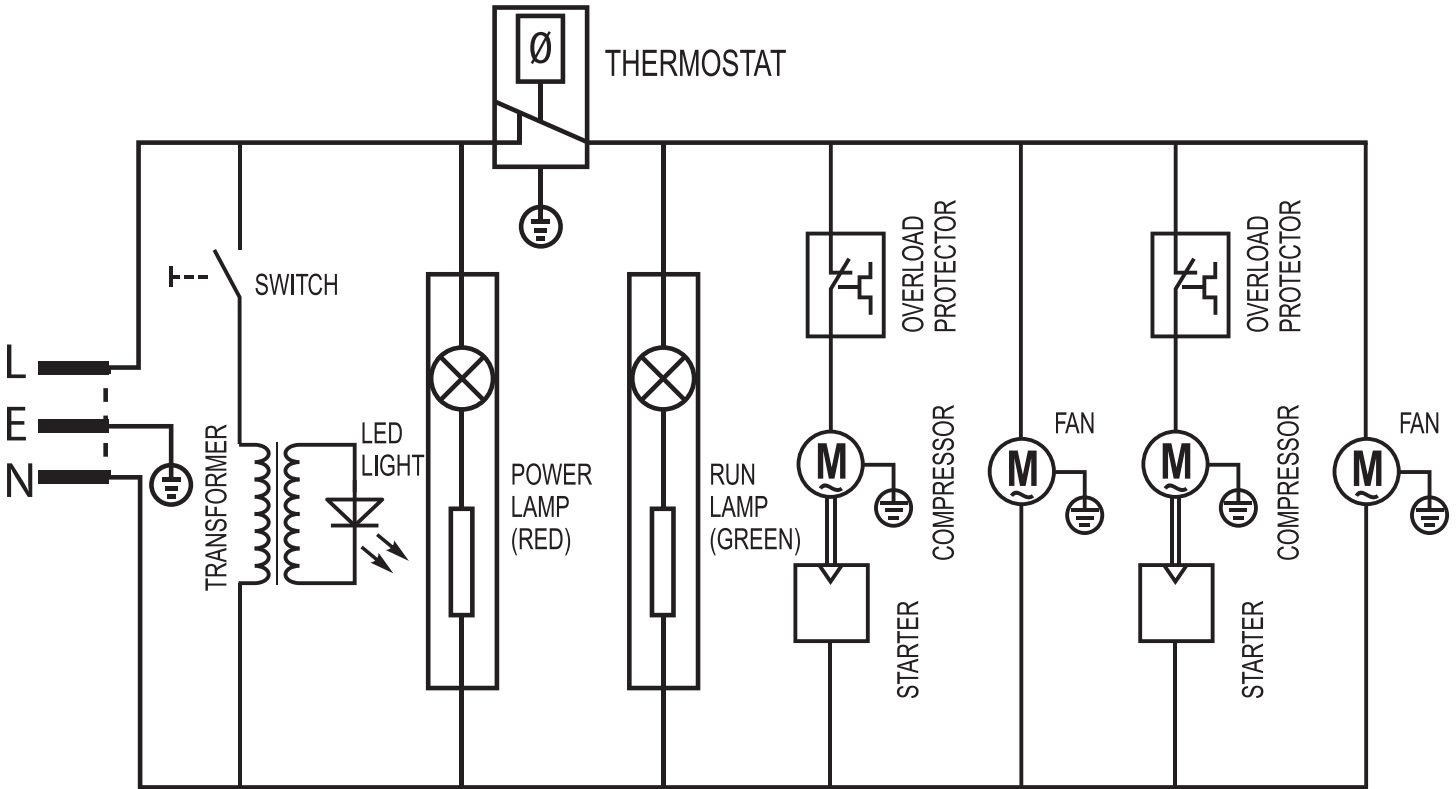 Ø
THERMOSTAT
SWITCH
L
E
N
TRANSFORMER
LED
LIGHT
POWER
LAMP
(RED)
RUN
LAMP
(GREEN)
OVERLOAD
PROTECTOR
M
~
COMPRESSOR
STARTER
FAN
M
~
OVERLOAD
PROTECTOR
M
~
COMPRESSOR
STARTER
FAN
M
~